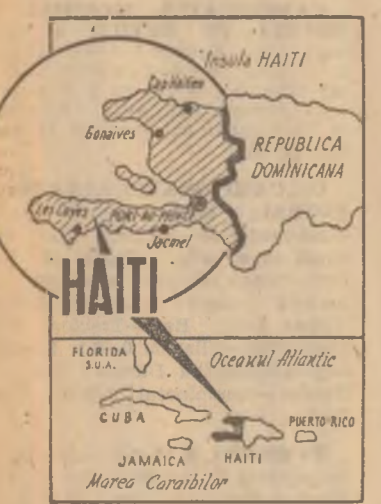 Insula HAITI
Cap Haïtien
Gonaives
REPUBLICA
DOMINICANA
Les Cayes
Port-Au-Prince
Jacmel
HAITI
FLORIDA
S.U.A.
Oceanul Atlantic
CUBA
PUERTO RICO
JAMAICA
HAITI
Marea Caraibilor